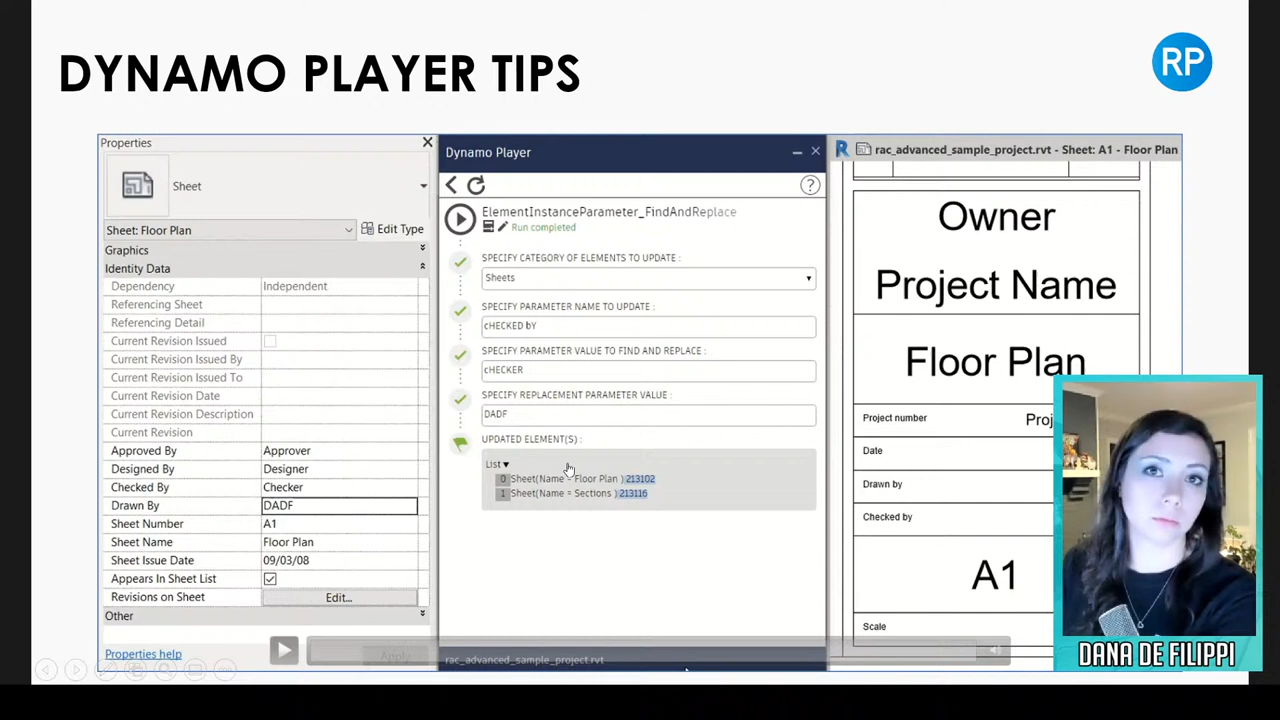 DYNAMO PLAYER TIPS
RP
Properties
Sheet
Sheet: Floor Plan
Edit Type
Graphics
Identity Data
Dependency Independent
Referencing Sheet
Referencing Detail
Current Revision Issued
Current Revision Issued By
Current Revision Issued To
Current Revision Date
Current Revision Description
Current Revision
Approved By Approver
Designed By Designer
Checked By Checker
Drawn By DADF
Sheet Number A1
Sheet Name Floor Plan
Sheet Issue Date 09/03/08
Appears In Sheet List
Revisions on Sheet Edit...
Other
Properties help
Apply
Dynamo Player
?
ElementInstanceParameter_FindAndReplace
Run completed
SPECIFY CATEGORY OF ELEMENTS TO UPDATE :
Sheets
SPECIFY PARAMETER NAME TO UPDATE :
cHECKED bY
SPECIFY PARAMETER VALUE TO FIND AND REPLACE :
cHECKER
SPECIFY REPLACEMENT PARAMETER VALUE :
DADF
UPDATED ELEMENT(S) :
List
0 Sheet(Name = Floor Plan ) 213102
1 Sheet(Name = Sections ) 213116
rac_advanced_sample_project.rvt
R rac_advanced_sample_project.rvt - Sheet: A1 - Floor Plan
Owner
Project Name
Floor Plan
Project number Proj
Date
Drawn by
Checked by
A1
Scale
DANA DE FILIPPI